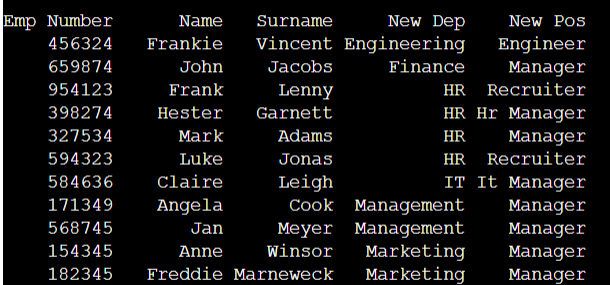 Emp Number Name Surname New Dep New Pos
456324 Frankie Vincent Engineering Engineer
659874 John Jacobs Finance Manager
954123 Frank Lenny HR Recruiter
398274 Hester Garnett HR Hr Manager
327534 Mark Adams HR Manager
594323 Luke Jonas HR Recruiter
584636 Claire Leigh IT It Manager
171349 Angela Cook Management Manager
568745 Jan Meyer Management Manager
154345 Anne Winsor Marketing Manager
182345 Freddie Marneweck Marketing Manager